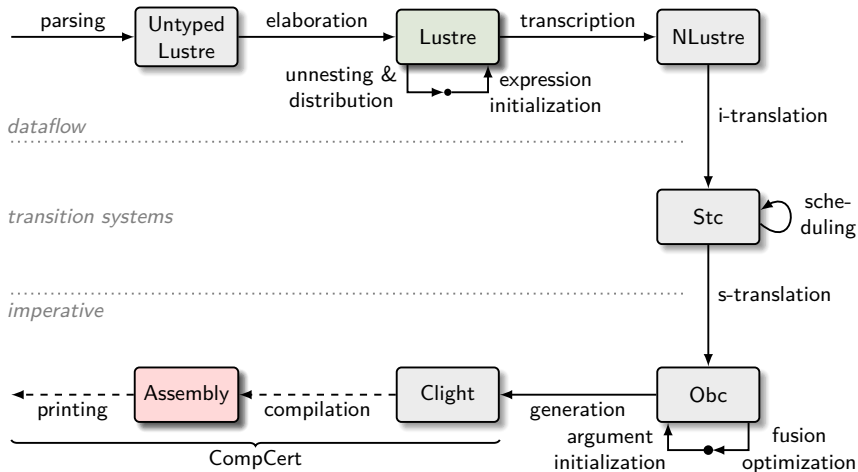 parsing
Untyped
Lustre
elaboration
Lustre
transcription
NLustre
unnesting &
distribution
expression
initialization
dataflow
i-translation
transition systems
Stc
sche-
duling
imperative
s-translation
printing
Assembly
compilation
Clight
generation
Obc
argument
initialization
fusion
optimization
CompCert